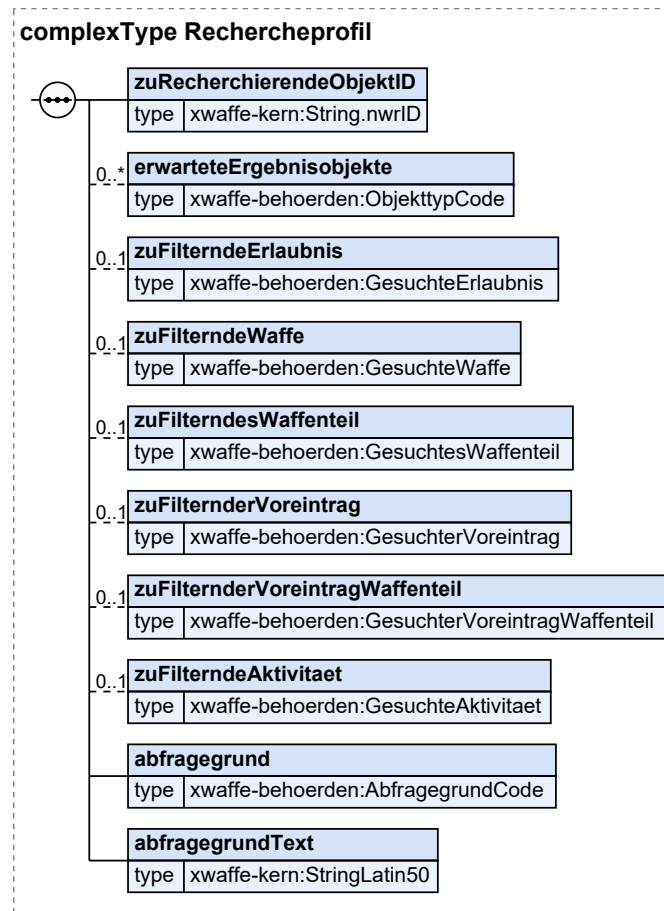 complexType Rechercheprofil
zuRecherchierendeObjektID
type xwaffe-kern:String.nwrID
0..* erwarteteErgebnisobjekte
type xwaffe-behoerden:ObjekttypCode
0..1 zuFilterndeErlaubnis
type xwaffe-behoerden:GesuchteErlaubnis
0..1 zuFilterndeWaffe
type xwaffe-behoerden:GesuchteWaffe
0..1 zuFilterndesWaffenteil
type xwaffe-behoerden:GesuchtesWaffenteil
0..1 zuFilternderVoreintrag
type xwaffe-behoerden:GesuchterVoreintrag
0..1 zuFilternderVoreintragWaffenteil
type xwaffe-behoerden:GesuchterVoreintragWaffenteil
0..1 zuFilterndeAktivitaet
type xwaffe-behoerden:GesuchteAktivitaet
abfragegrund
type xwaffe-behoerden:AbfragegrundCode
abfragegrundText
type xwaffe-kern:StringLatin50